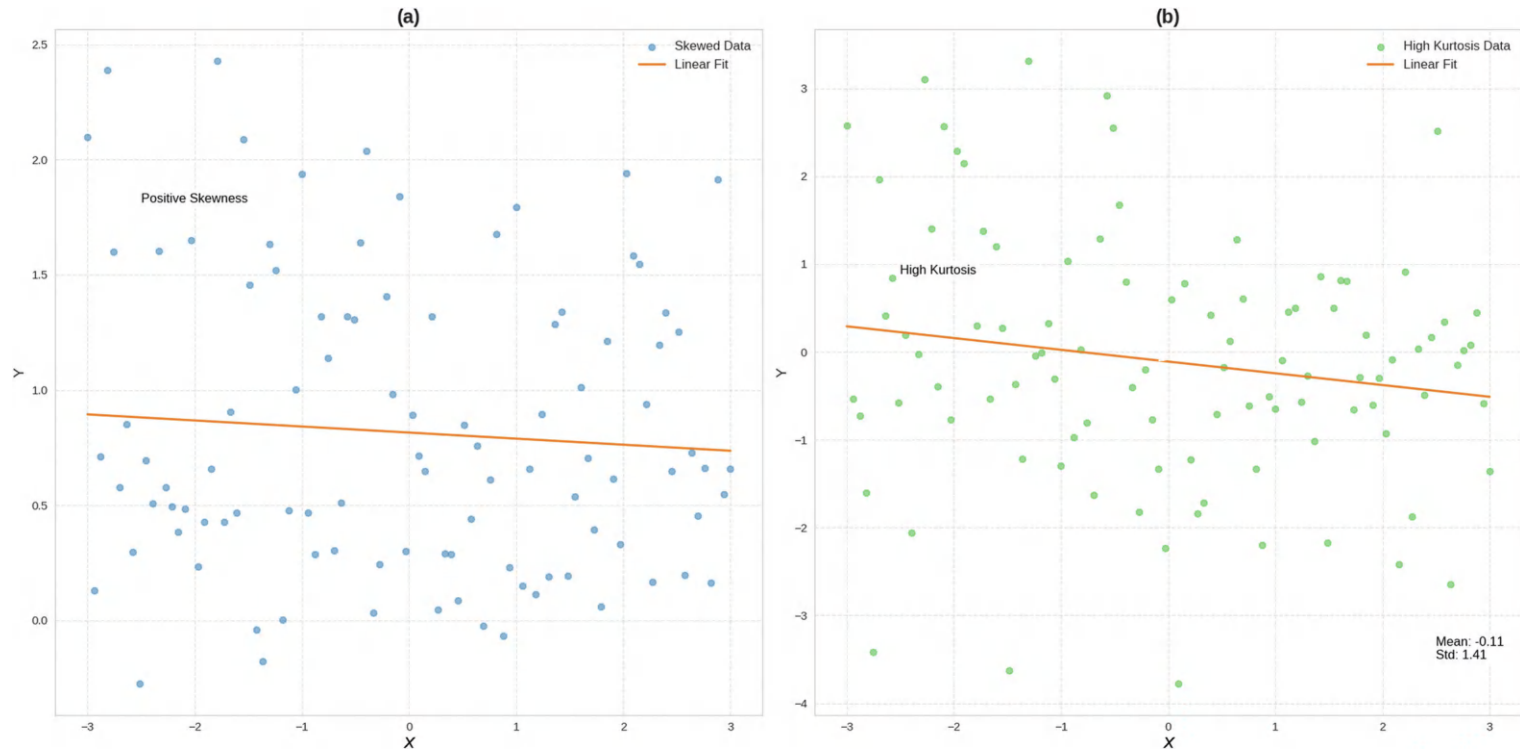 (a)
2.5
2.0
1.5
1.0
0.5
0.0
Y
Skewed Data
Linear Fit
Positive Skewness
−3
−2
−1
0
1
2
3
X
(b)
3
2
1
0
−1
−2
−3
−4
Y
High Kurtosis Data
Linear Fit
High Kurtosis
Mean: -0.11
Std: 1.41
−3
−2
−1
0
1
2
3
X